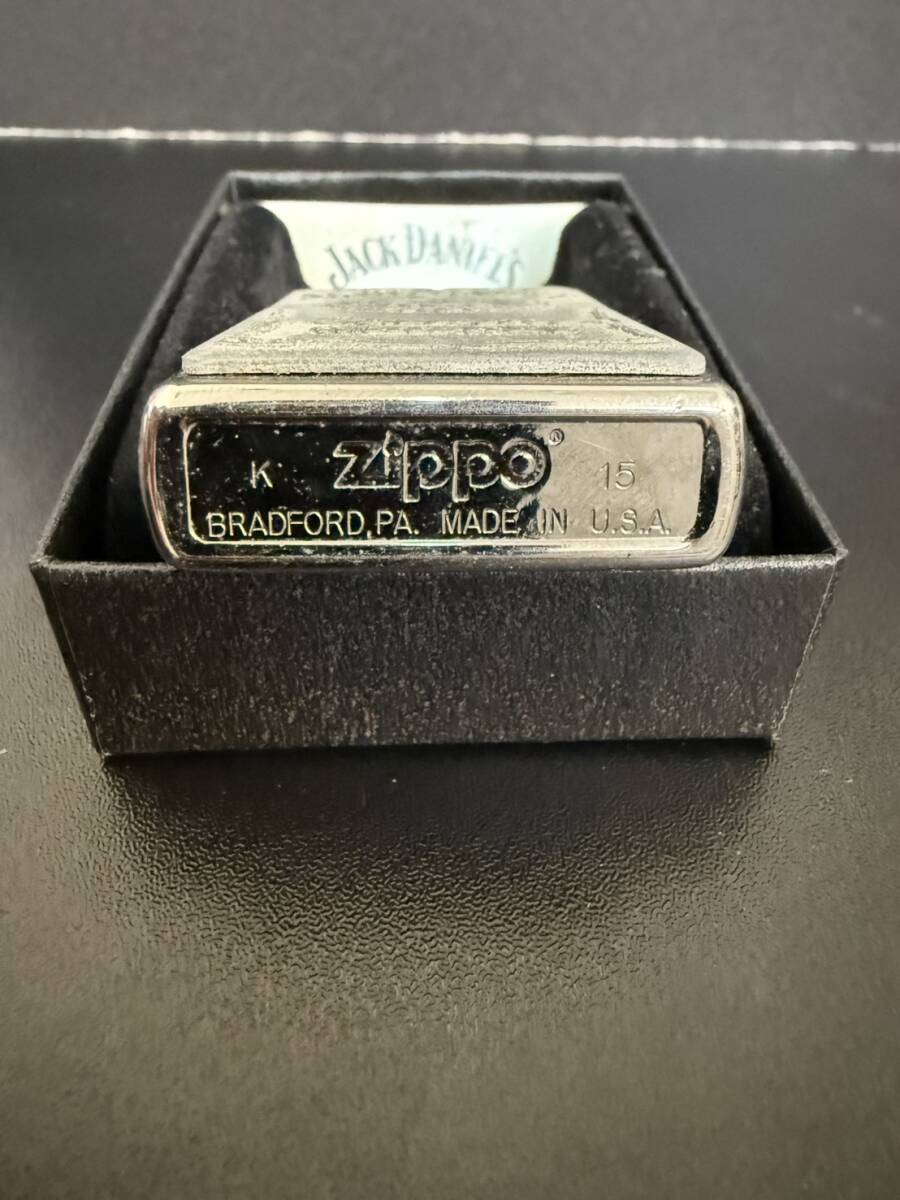 JACK DANIEL'S
K zippo® 15
BRADFORD, PA. MADE IN U.S.A.